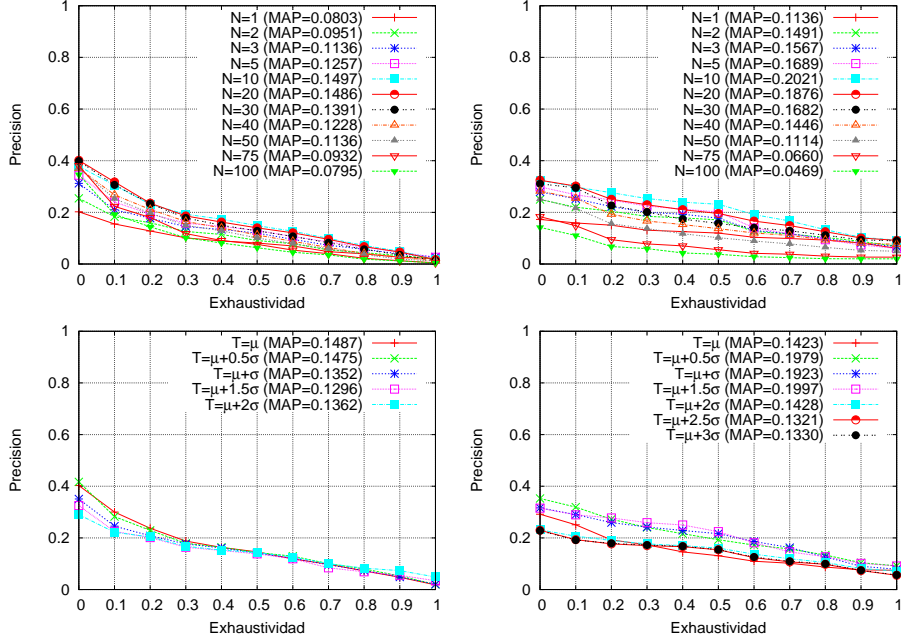 1
0.8
0.6
0.4
0.2
0
Precision
0 0.1 0.2 0.3 0.4 0.5 0.6 0.7 0.8 0.9 1
Exhaustividad
N=1 (MAP=0.0803)
N=2 (MAP=0.0951)
N=3 (MAP=0.1136)
N=5 (MAP=0.1257)
N=10 (MAP=0.1497)
N=20 (MAP=0.1486)
N=30 (MAP=0.1391)
N=40 (MAP=0.1228)
N=50 (MAP=0.1136)
N=75 (MAP=0.0932)
N=100 (MAP=0.0795)
1
0.8
0.6
0.4
0.2
0
Precision
0 0.1 0.2 0.3 0.4 0.5 0.6 0.7 0.8 0.9 1
Exhaustividad
N=1 (MAP=0.1136)
N=2 (MAP=0.1491)
N=3 (MAP=0.1567)
N=5 (MAP=0.1689)
N=10 (MAP=0.2021)
N=20 (MAP=0.1876)
N=30 (MAP=0.1682)
N=40 (MAP=0.1446)
N=50 (MAP=0.1114)
N=75 (MAP=0.0660)
N=100 (MAP=0.0469)
1
0.8
0.6
0.4
0.2
0
Precision
0 0.1 0.2 0.3 0.4 0.5 0.6 0.7 0.8 0.9 1
Exhaustividad
T=μ (MAP=0.1487)
T=μ+0.5σ (MAP=0.1475)
T=μ+σ (MAP=0.1352)
T=μ+1.5σ (MAP=0.1296)
T=μ+2σ (MAP=0.1362)
1
0.8
0.6
0.4
0.2
0
Precision
0 0.1 0.2 0.3 0.4 0.5 0.6 0.7 0.8 0.9 1
Exhaustividad
T=μ (MAP=0.1423)
T=μ+0.5σ (MAP=0.1979)
T=μ+σ (MAP=0.1923)
T=μ+1.5σ (MAP=0.1997)
T=μ+2σ (MAP=0.1428)
T=μ+2.5σ (MAP=0.1321)
T=μ+3σ (MAP=0.1330)